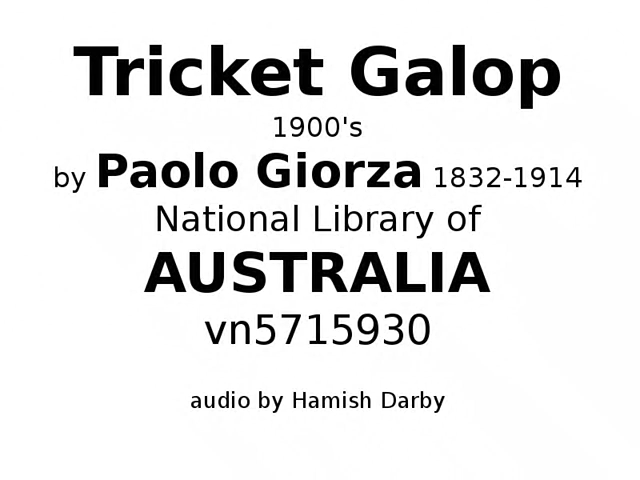 Tricket Galop
1900's
by Paolo Giorza 1832-1914
National Library of
AUSTRALIA
vn5715930
audio by Hamish Darby